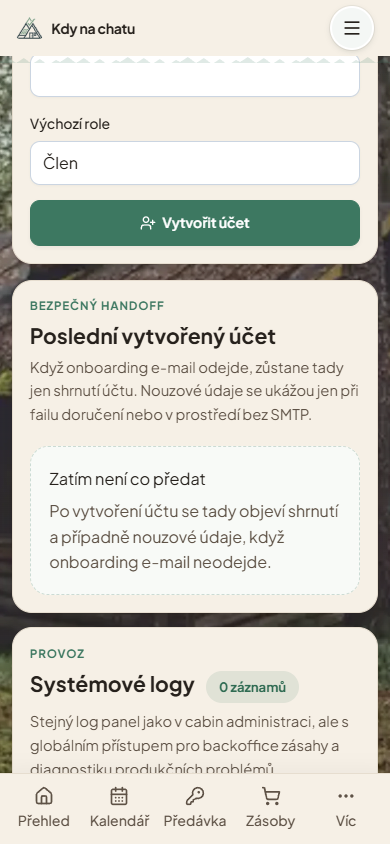 Kdy na chatu
Výchozí role
Člen
Vytvořit účet
BEZPEČNÝ HANDOFF
Poslední vytvořený účet
Když onboarding e-mail odejde, zůstane tady
jen shrnutí účtu. Nouzové údaje se ukážou jen při
failu doručení nebo v prostředí bez SMTP.
Zatím není co předat
Po vytvoření účtu se tady objeví shrnutí
a případně nouzové údaje, když
onboarding e-mail neodejde.
PROVOZ
Systémové logy
0 záznamů
Stejný log panel jako v cabin administraci, ale s
globálním přístupem pro backoffice zásahy a
diagnostiku produkčních problémů.
Přehled
Kalendář
Předávka
Zásoby
Víc